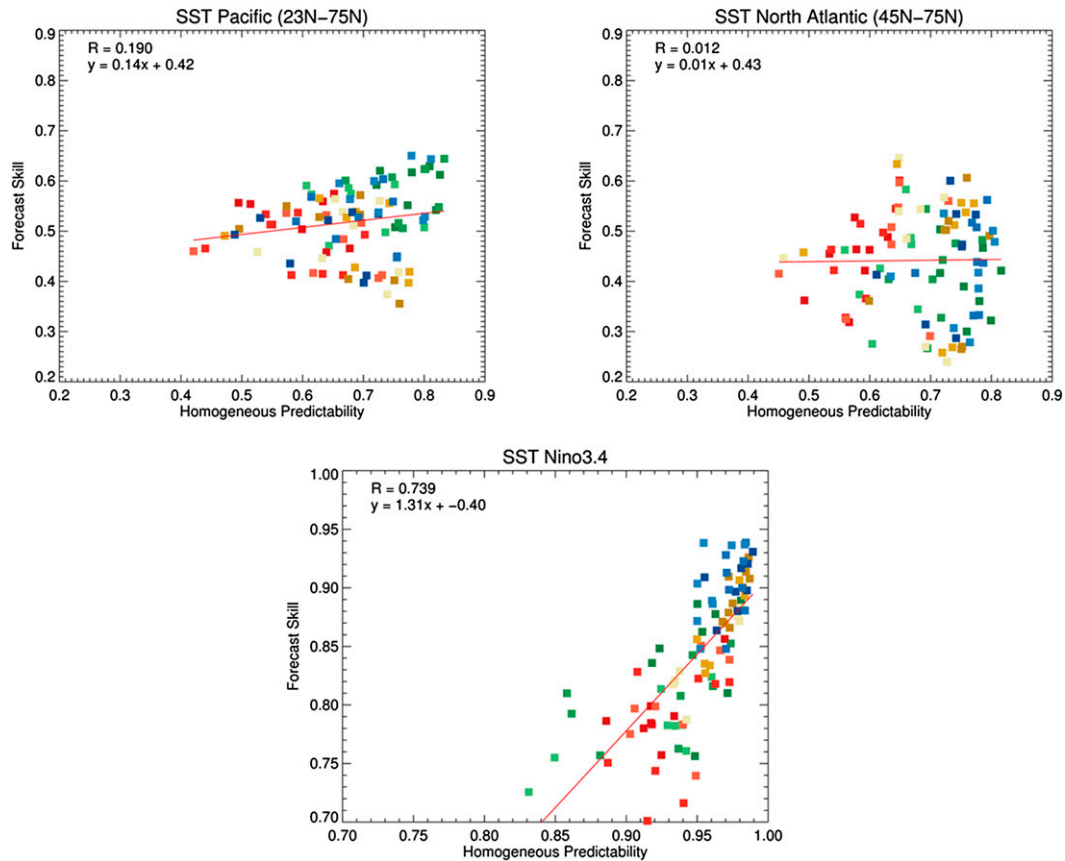 SST Pacific (23N−75N)
R = 0.190
y = 0.14x + 0.42
0.9
0.8
0.7
0.6
0.5
0.4
0.3
0.2
Forecast Skill
0.2 0.3 0.4 0.5 0.6 0.7 0.8 0.9
Homogeneous Predictability
SST North Atlantic (45N−75N)
R = 0.012
y = 0.01x + 0.43
0.9
0.8
0.7
0.6
0.5
0.4
0.3
0.2
Forecast Skill
0.2 0.3 0.4 0.5 0.6 0.7 0.8 0.9
Homogeneous Predictability
SST Nino3.4
R = 0.739
y = 1.31x + −0.40
1.00
0.95
0.90
0.85
0.80
0.75
0.70
Forecast Skill
0.70 0.75 0.80 0.85 0.90 0.95 1.00
Homogeneous Predictability